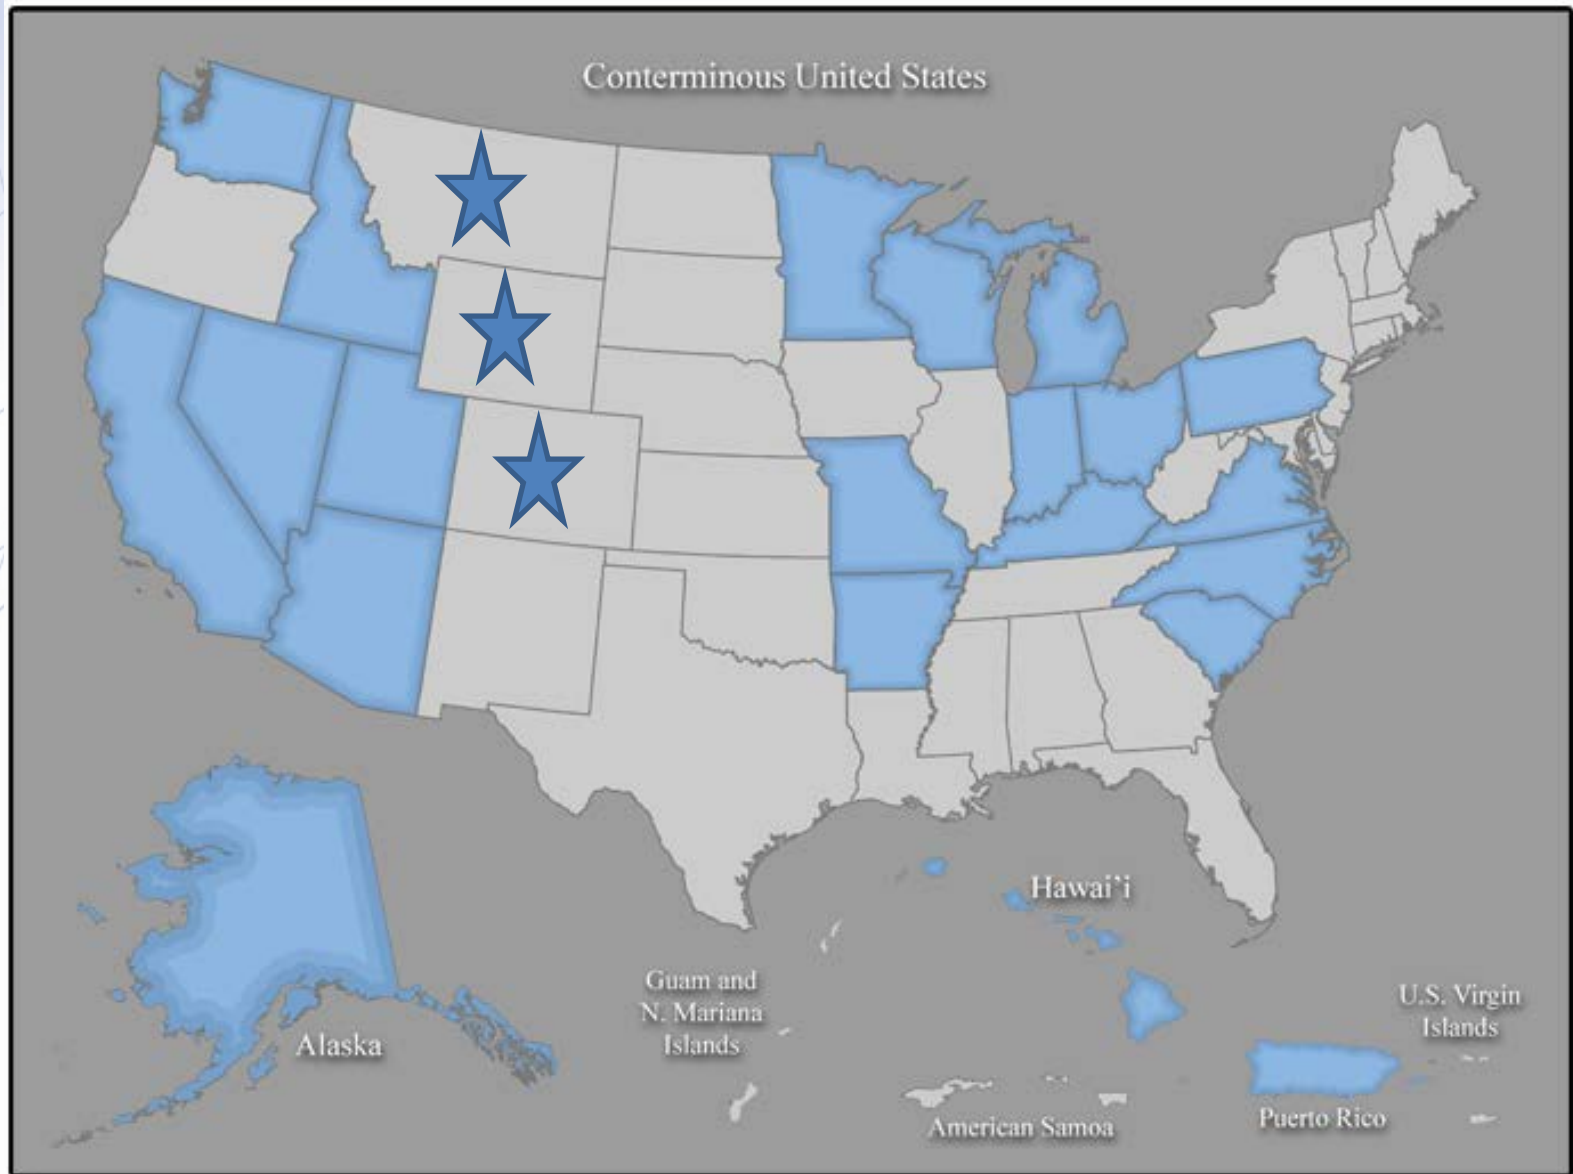 Conterminous United States
Hawai'i
Guam and
N. Mariana
Islands
U.S. Virgin
Islands
Alaska
American Samoa
Puerto Rico